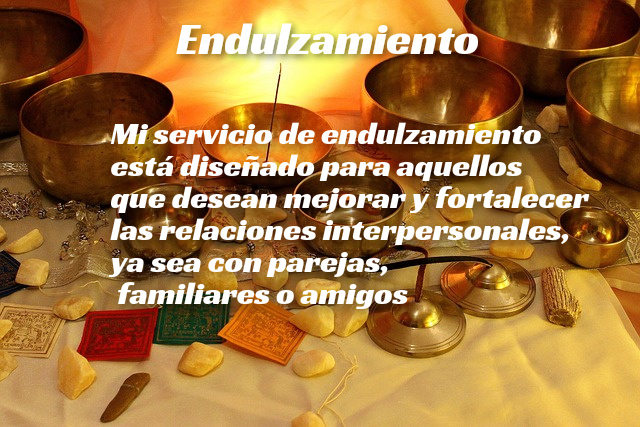 Endulzamiento
Mi servicio de endulzamiento
está diseñado para aquellos
que desean mejorar y fortalecer
las relaciones interpersonales,
ya sea con parejas,
familiares o amigos